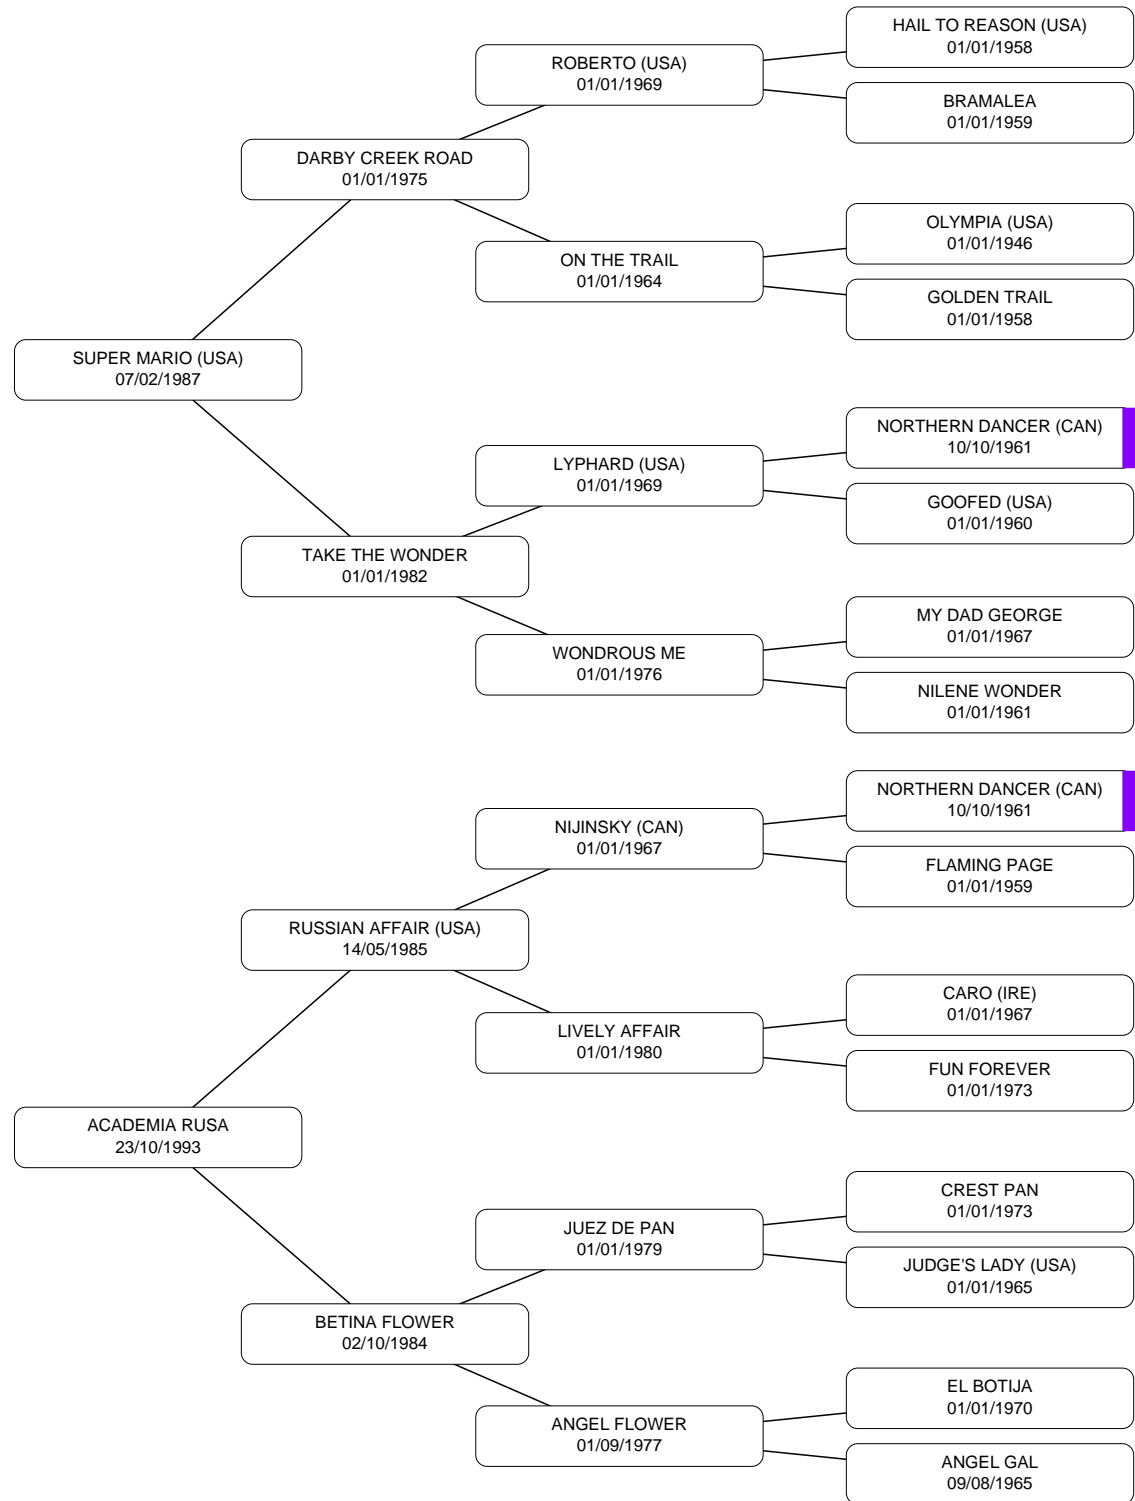 HAIL TO REASON (USA)
01/01/1958
ROBERTO (USA)
01/01/1969
BRAMALEA
01/01/1959
DARBY CREEK ROAD
01/01/1975
OLYMPIA (USA)
01/01/1946
ON THE TRAIL
01/01/1964
GOLDEN TRAIL
01/01/1958
SUPER MARIO (USA)
07/02/1987
NORTHERN DANCER (CAN)
10/10/1961
LYPHARD (USA)
01/01/1969
GOOFED (USA)
01/01/1960
TAKE THE WONDER
01/01/1982
MY DAD GEORGE
01/01/1967
WONDROUS ME
01/01/1976
NILENE WONDER
01/01/1961
NORTHERN DANCER (CAN)
10/10/1961
NIJINSKY (CAN)
01/01/1967
FLAMING PAGE
01/01/1959
RUSSIAN AFFAIR (USA)
14/05/1985
CARO (IRE)
01/01/1967
LIVELY AFFAIR
01/01/1980
FUN FOREVER
01/01/1973
ACADEMIA RUSA
23/10/1993
CREST PAN
01/01/1973
JUEZ DE PAN
01/01/1979
JUDGE'S LADY (USA)
01/01/1965
BETINA FLOWER
02/10/1984
EL BOTIJA
01/01/1970
ANGEL FLOWER
01/09/1977
ANGEL GAL
09/08/1965